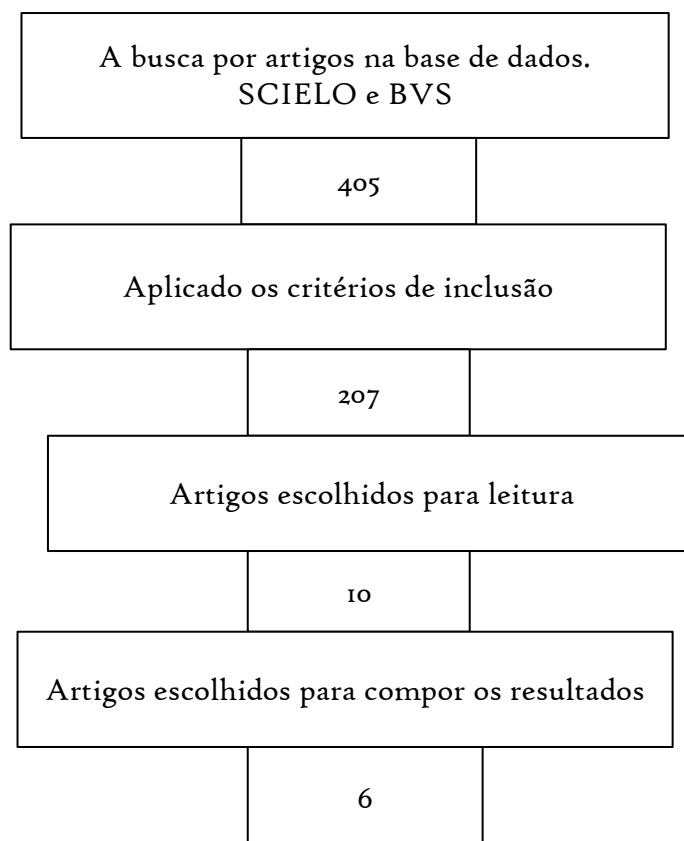 A busca por artigos na base de dados.
SCIELO e BVS
405
Aplicado os critérios de inclusão
207
Artigos escolhidos para leitura
10
Artigos escolhidos para compor os resultados
6